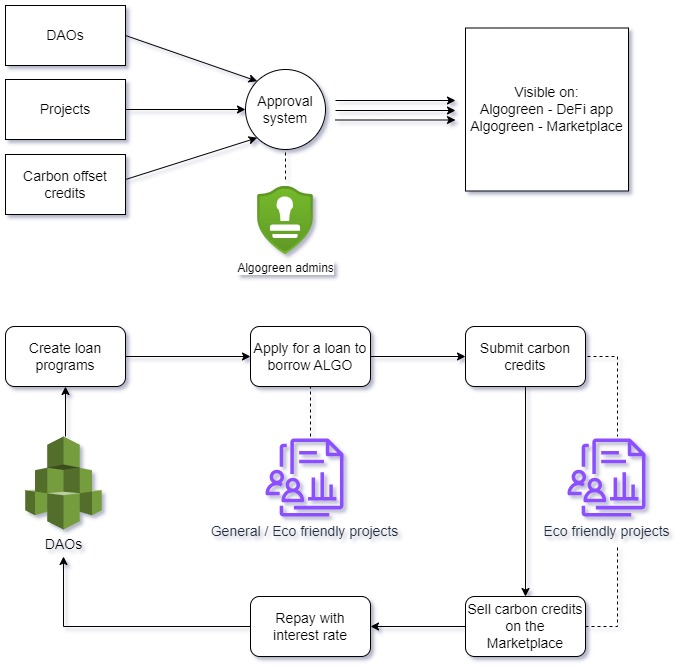 DAOs
Projects
Carbon offset
credits
Approval
system
Visible on:
Algogreen - DeFi app
Algogreen - Marketplace
Algogreen admins
Create loan
programs
Apply for a loan to
borrow ALGO
Submit carbon
credits
DAOs
General / Eco friendly projects
Eco friendly projects
Repay with
interest rate
Sell carbon credits
on the
Marketplace